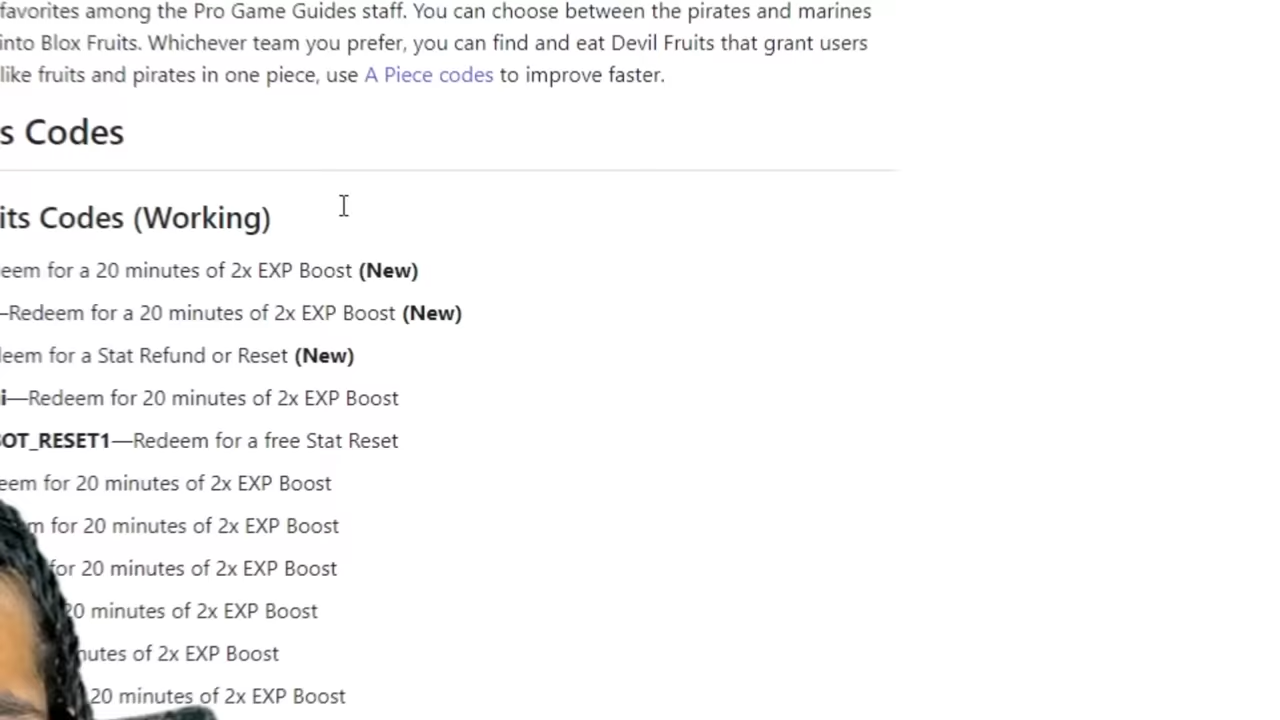 favorites among the Pro Game Guides staff. You can choose between the pirates and marines
into Blox Fruits. Whichever team you prefer, you can find and eat Devil Fruits that grant users
like fruits and pirates in one piece, use A Piece codes to improve faster.
s Codes
its Codes (Working)
eem for a 20 minutes of 2x EXP Boost (New)
—Redeem for a 20 minutes of 2x EXP Boost (New)
eem for a Stat Refund or Reset (New)
i—Redeem for 20 minutes of 2x EXP Boost
OT_RESET1—Redeem for a free Stat Reset
eem for 20 minutes of 2x EXP Boost
m for 20 minutes of 2x EXP Boost
for 20 minutes of 2x EXP Boost
20 minutes of 2x EXP Boost
nutes of 2x EXP Boost
20 minutes of 2x EXP Boost